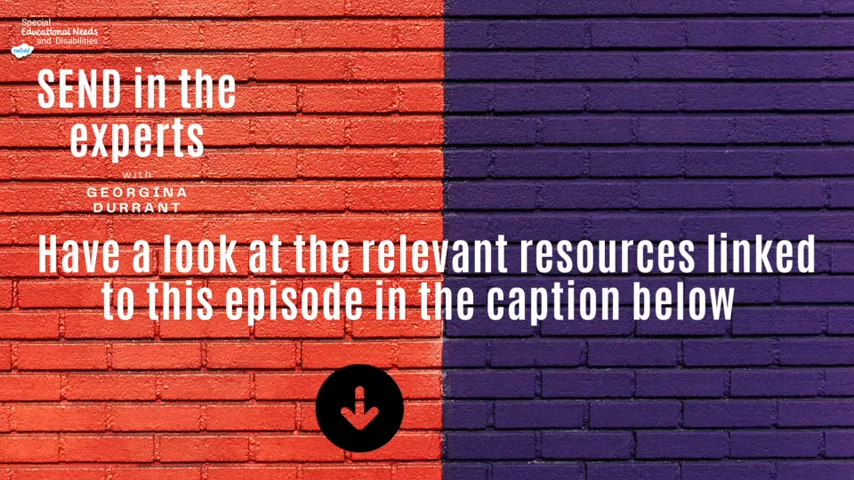 Special
Educational Needs
and Disabilities
twinkl
SEND in the
experts
with
GEORGINA
DURRANT
Have a look at the relevant resources linked
to this episode in the caption below